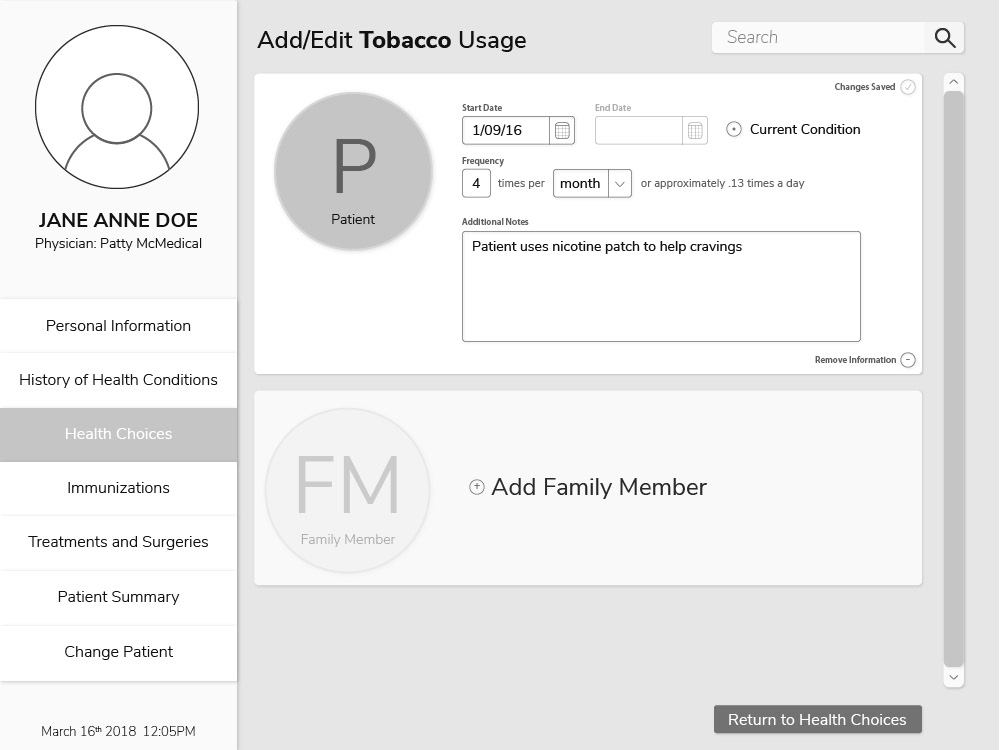 JANE ANNE DOE
Physician: Patty McMedical
Personal Information
History of Health Conditions
Health Choices
Immunizations
Treatments and Surgeries
Patient Summary
Change Patient
March 16th 2018 12:05PM
Add/Edit Tobacco Usage
Search
Changes Saved
P
Patient
Start Date
End Date
1/09/16
Current Condition
Frequency
4 times per month or approximately .13 times a day
Additional Notes
Patient uses nicotine patch to help cravings
Remove Information
FM
Family Member
Add Family Member
Return to Health Choices